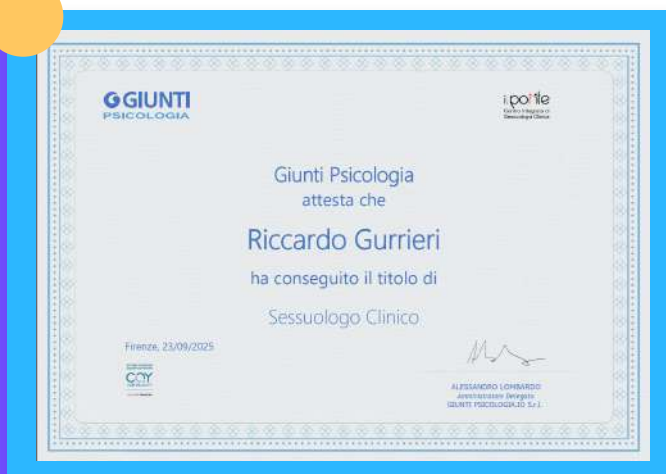 GIUNTI
PSICOLOGIA
Giunti Psicologia
attesta che
Riccardo Gurrieri
ha conseguito il titolo di
Sessuologo Clinico
Firenze, 23/09/2025
ALESSANDRO LOMBARDO
Amministratore Delegato
GIUNTI PSICOLOGIA.IO S.r.l.